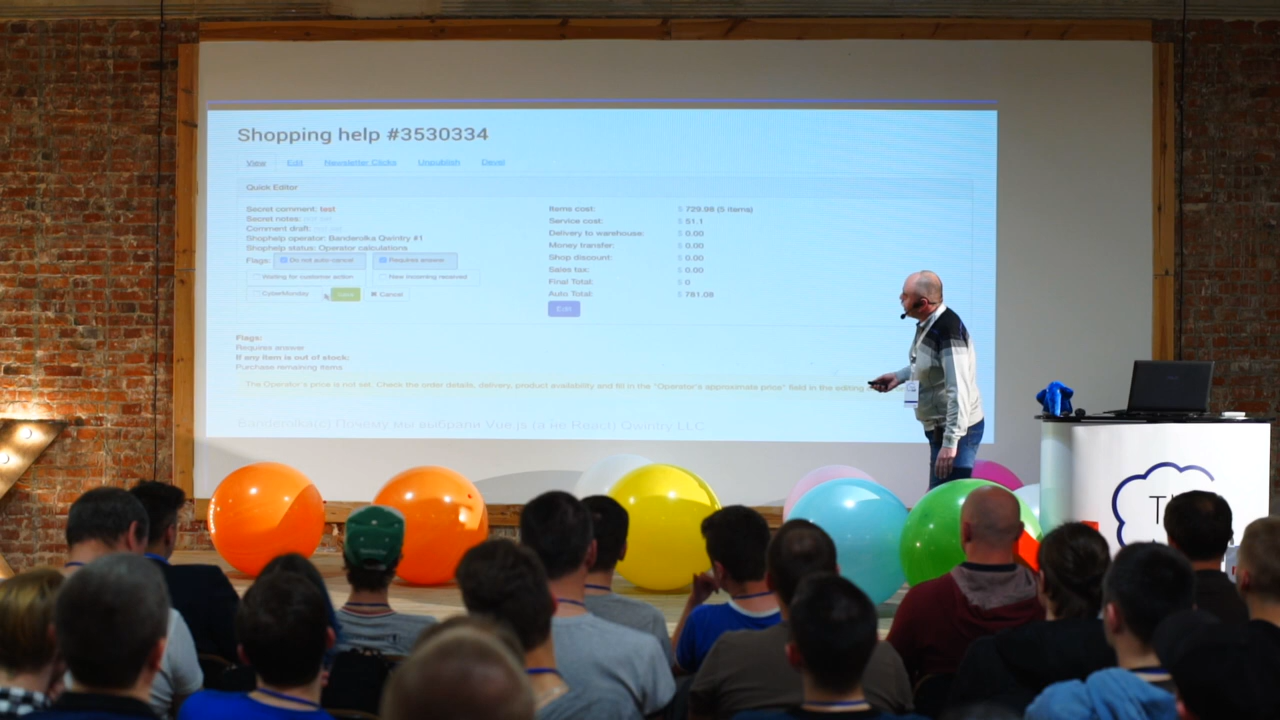 Shopping help #3530334
View Edit Newsletter Clicks Unpublish Devel
Quick Editor
Secret comment: test
Secret notes:
Comment draft:
Shophelp operator: Banderolka Qwintry #1
Shophelp status: Operator calculations
Flags: Do not auto-cancel Requires answer
Waiting for customer action New incoming received
CyberMonday Save Cancel
Items cost: $ 729.98 (5 items)
Service cost: $ 51.1
Delivery to warehouse: $ 0.00
Money transfer: $ 0.00
Shop discount: $ 0.00
Sales tax: $ 0.00
Final Total: $ 0
Auto Total: $ 781.08
Edit
Flags:
Requires answer
If any item is out of stock:
Purchase remaining items
The Operator's price is not set. Check the order details, delivery, product availability and fill in the "Operator's approximate price" field in the editing
Почему мы выбрали Vue.js (а не React) Qwintry LLC